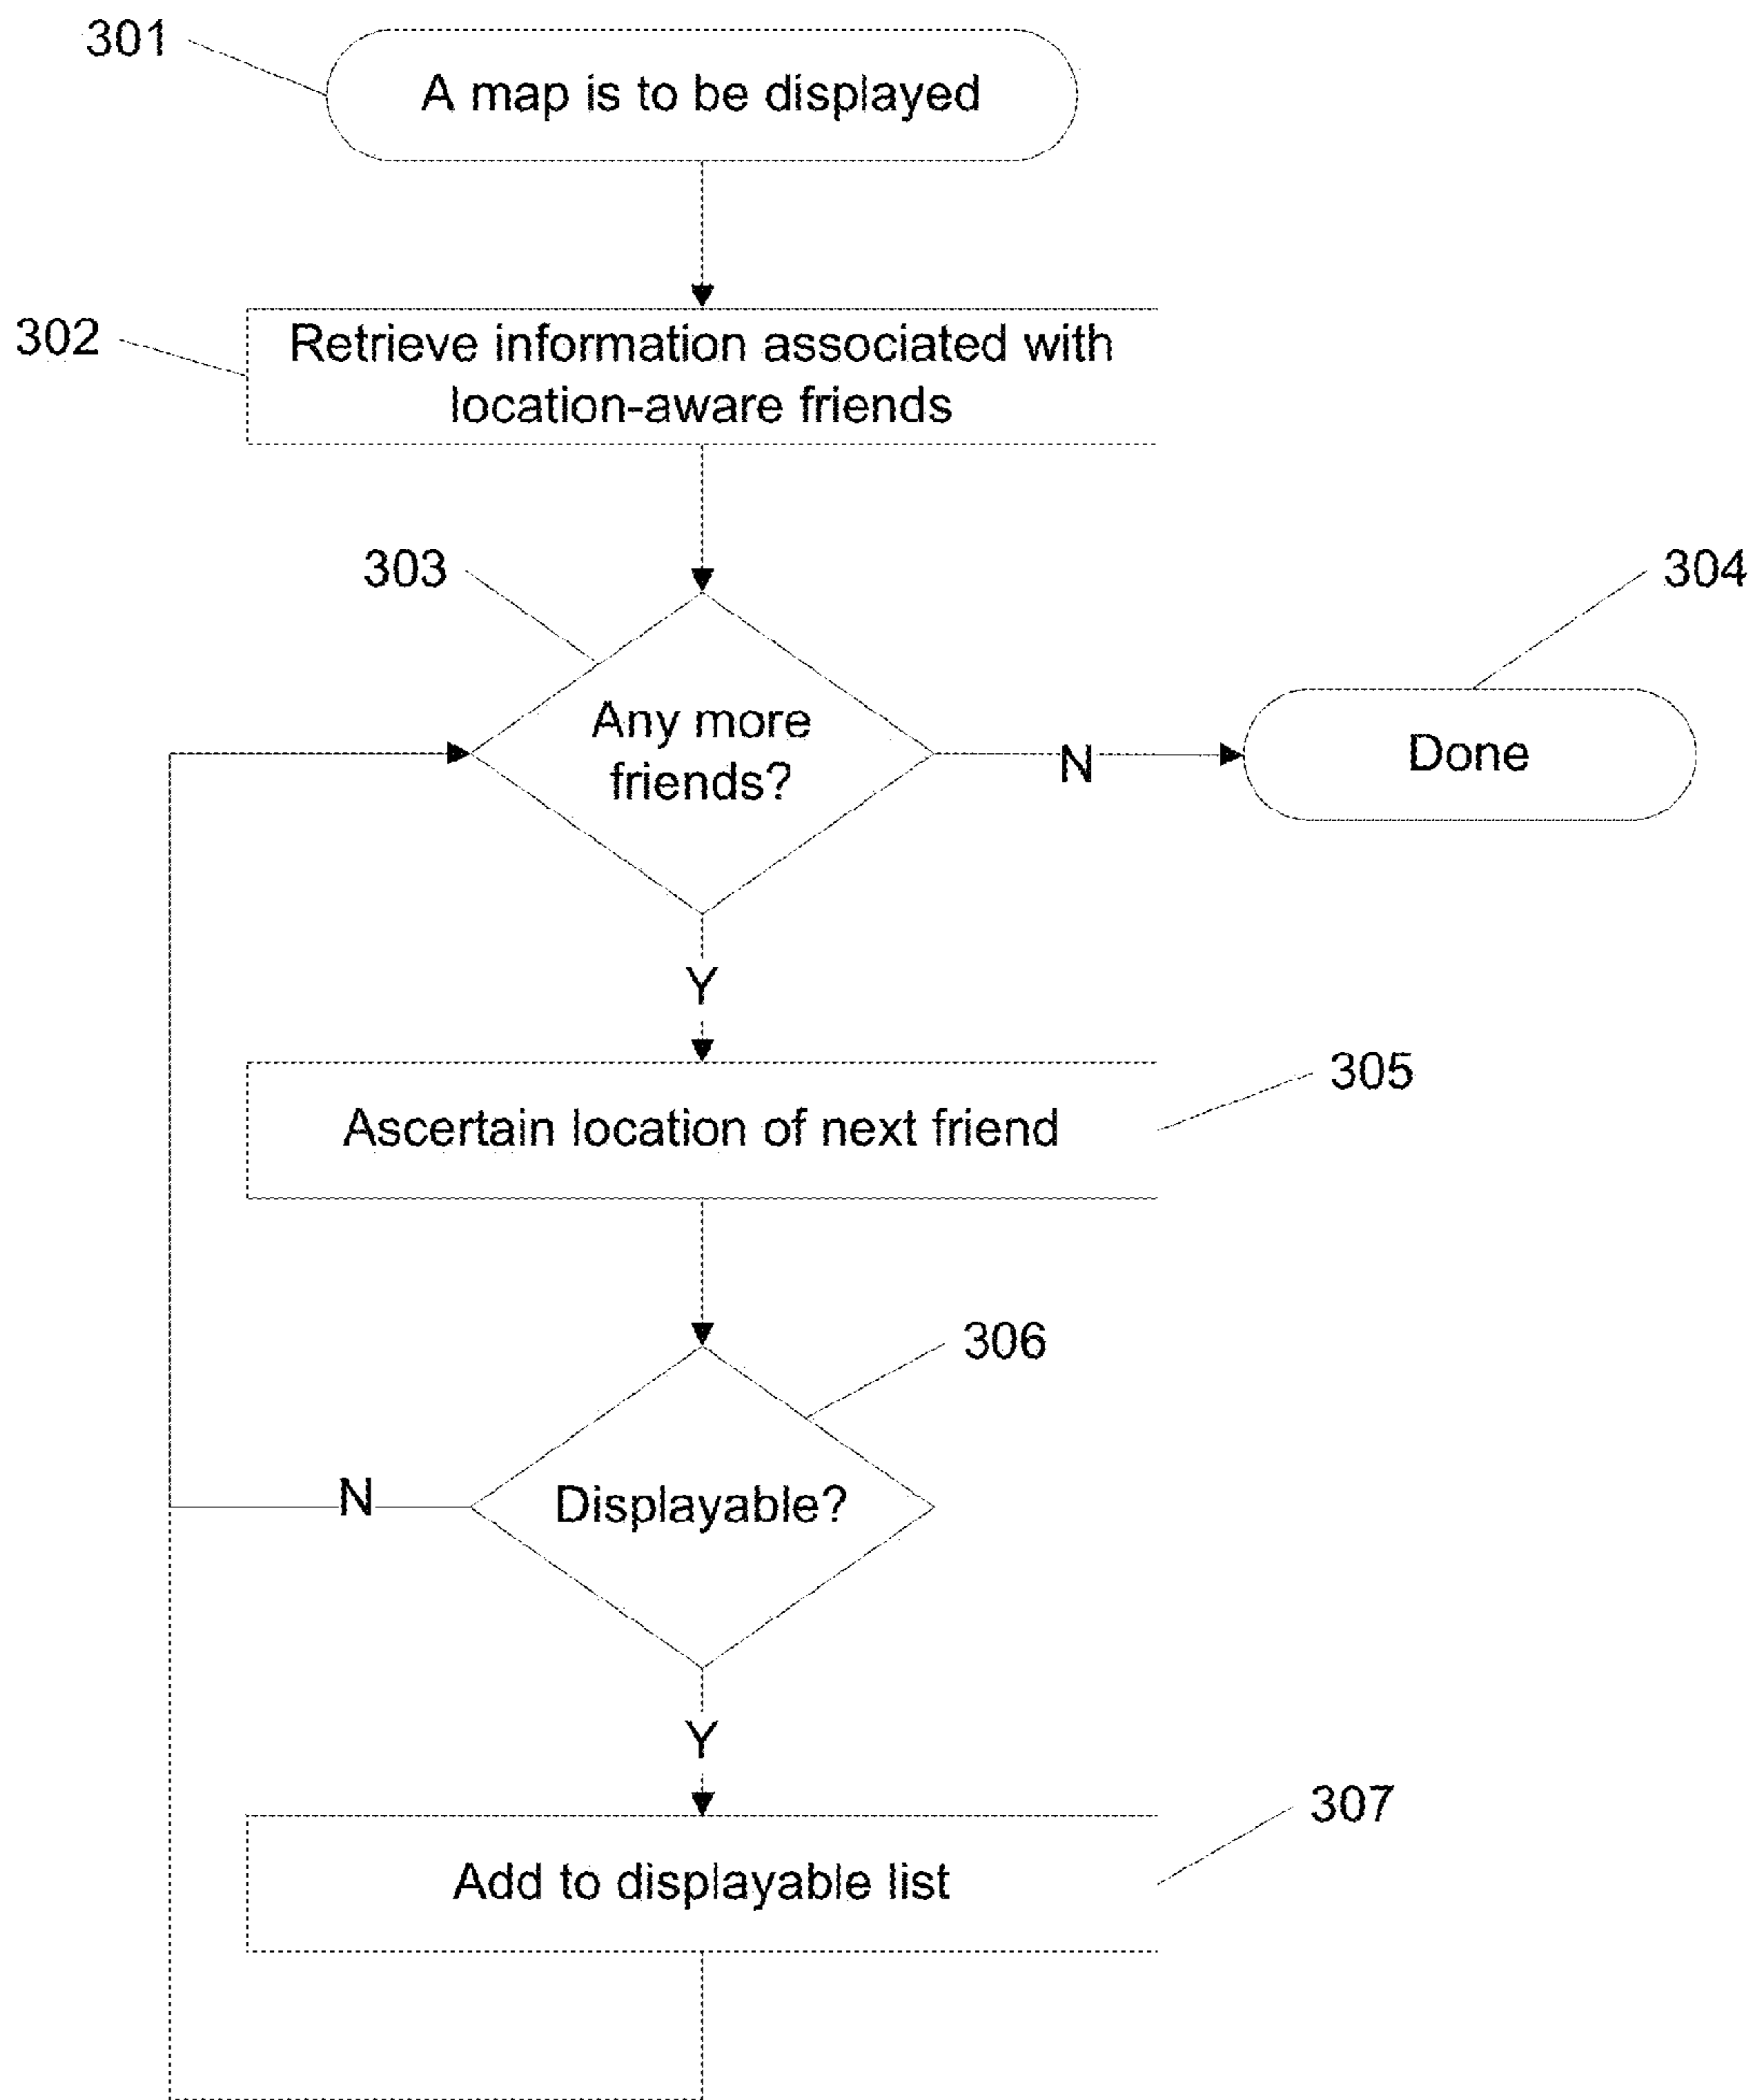 301
A map is to be displayed
302
Retrieve information associated with
location-aware friends
303
304
Any more
friends?
N
Done
Y
305
Ascertain location of next friend
306
Displayable?
N
Y
307
Add to displayable list